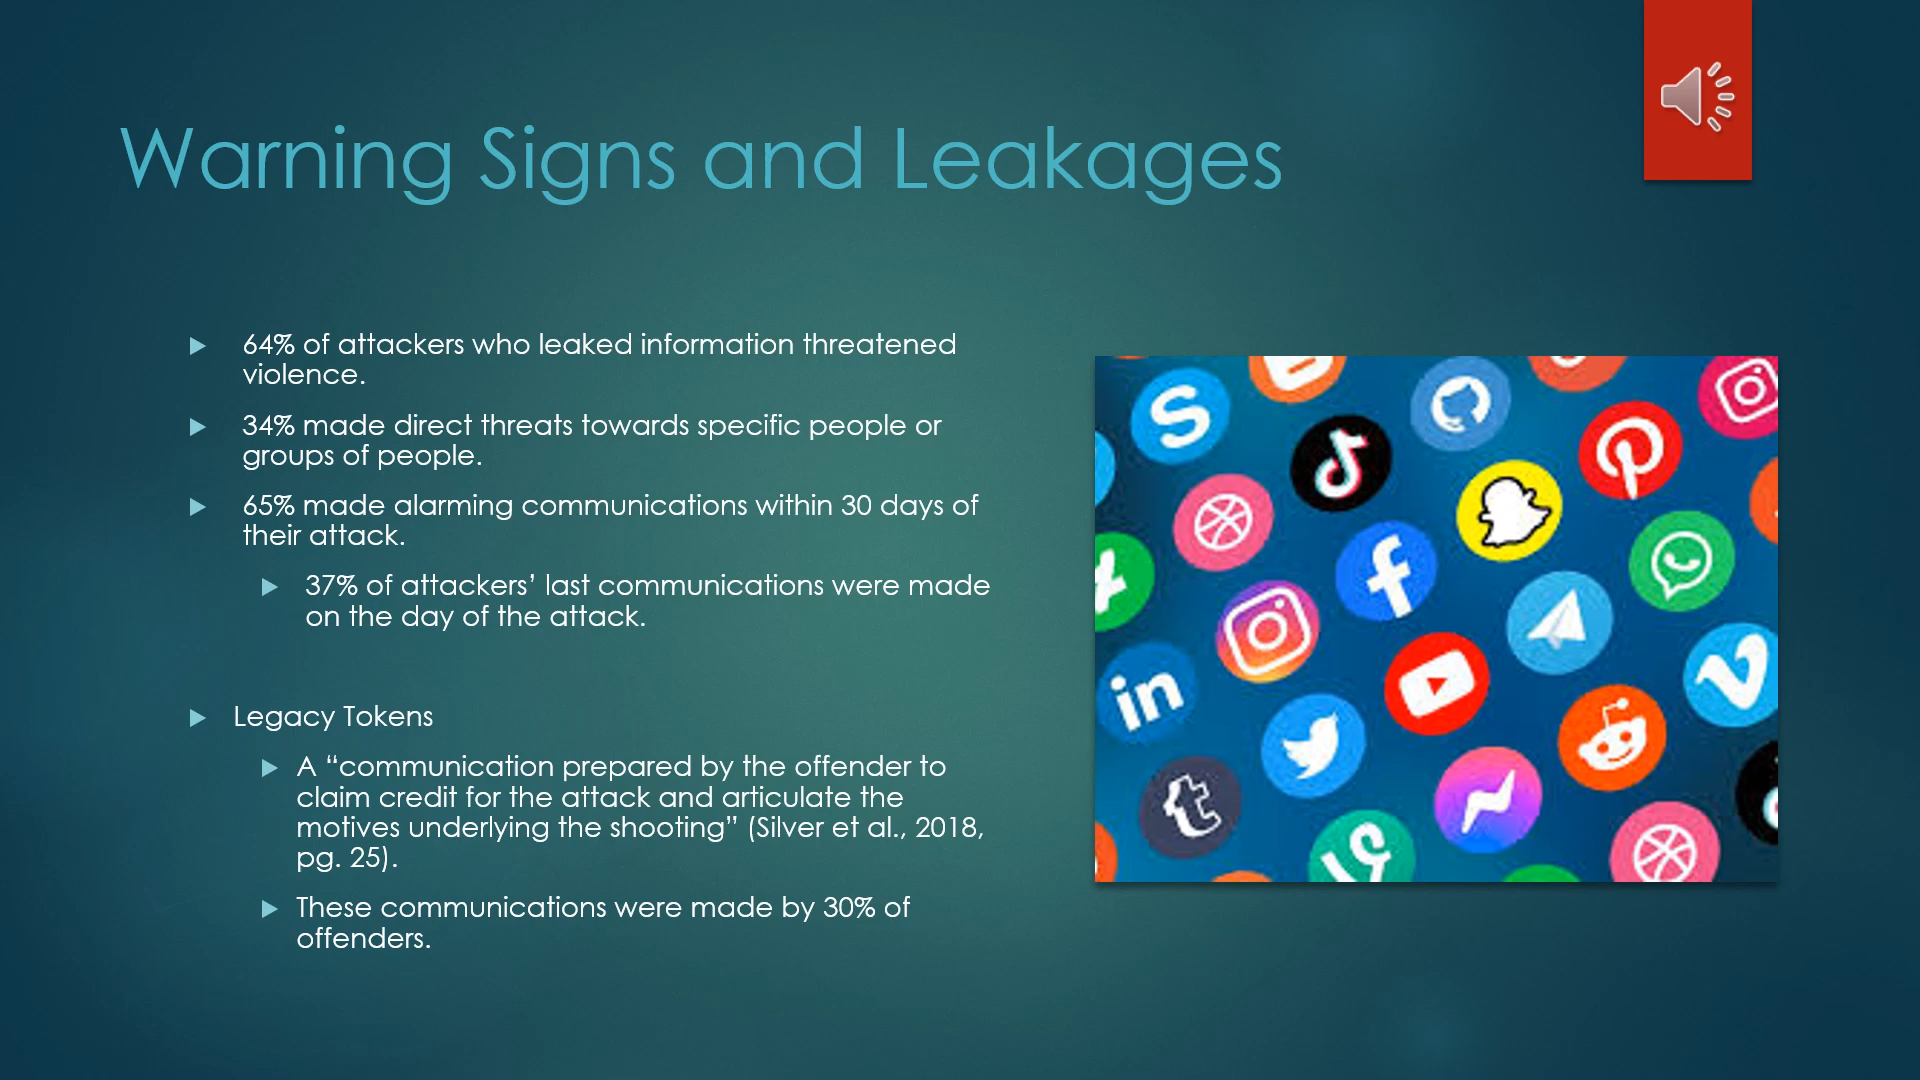 Warning Signs and Leakages
64% of attackers who leaked information threatened
violence.
34% made direct threats towards specific people or
groups of people.
65% made alarming communications within 30 days of
their attack.
37% of attackers’ last communications were made
on the day of the attack.
Legacy Tokens
A “communication prepared by the offender to
claim credit for the attack and articulate the
motives underlying the shooting” (Silver et al., 2018,
pg. 25).
These communications were made by 30% of
offenders.
in